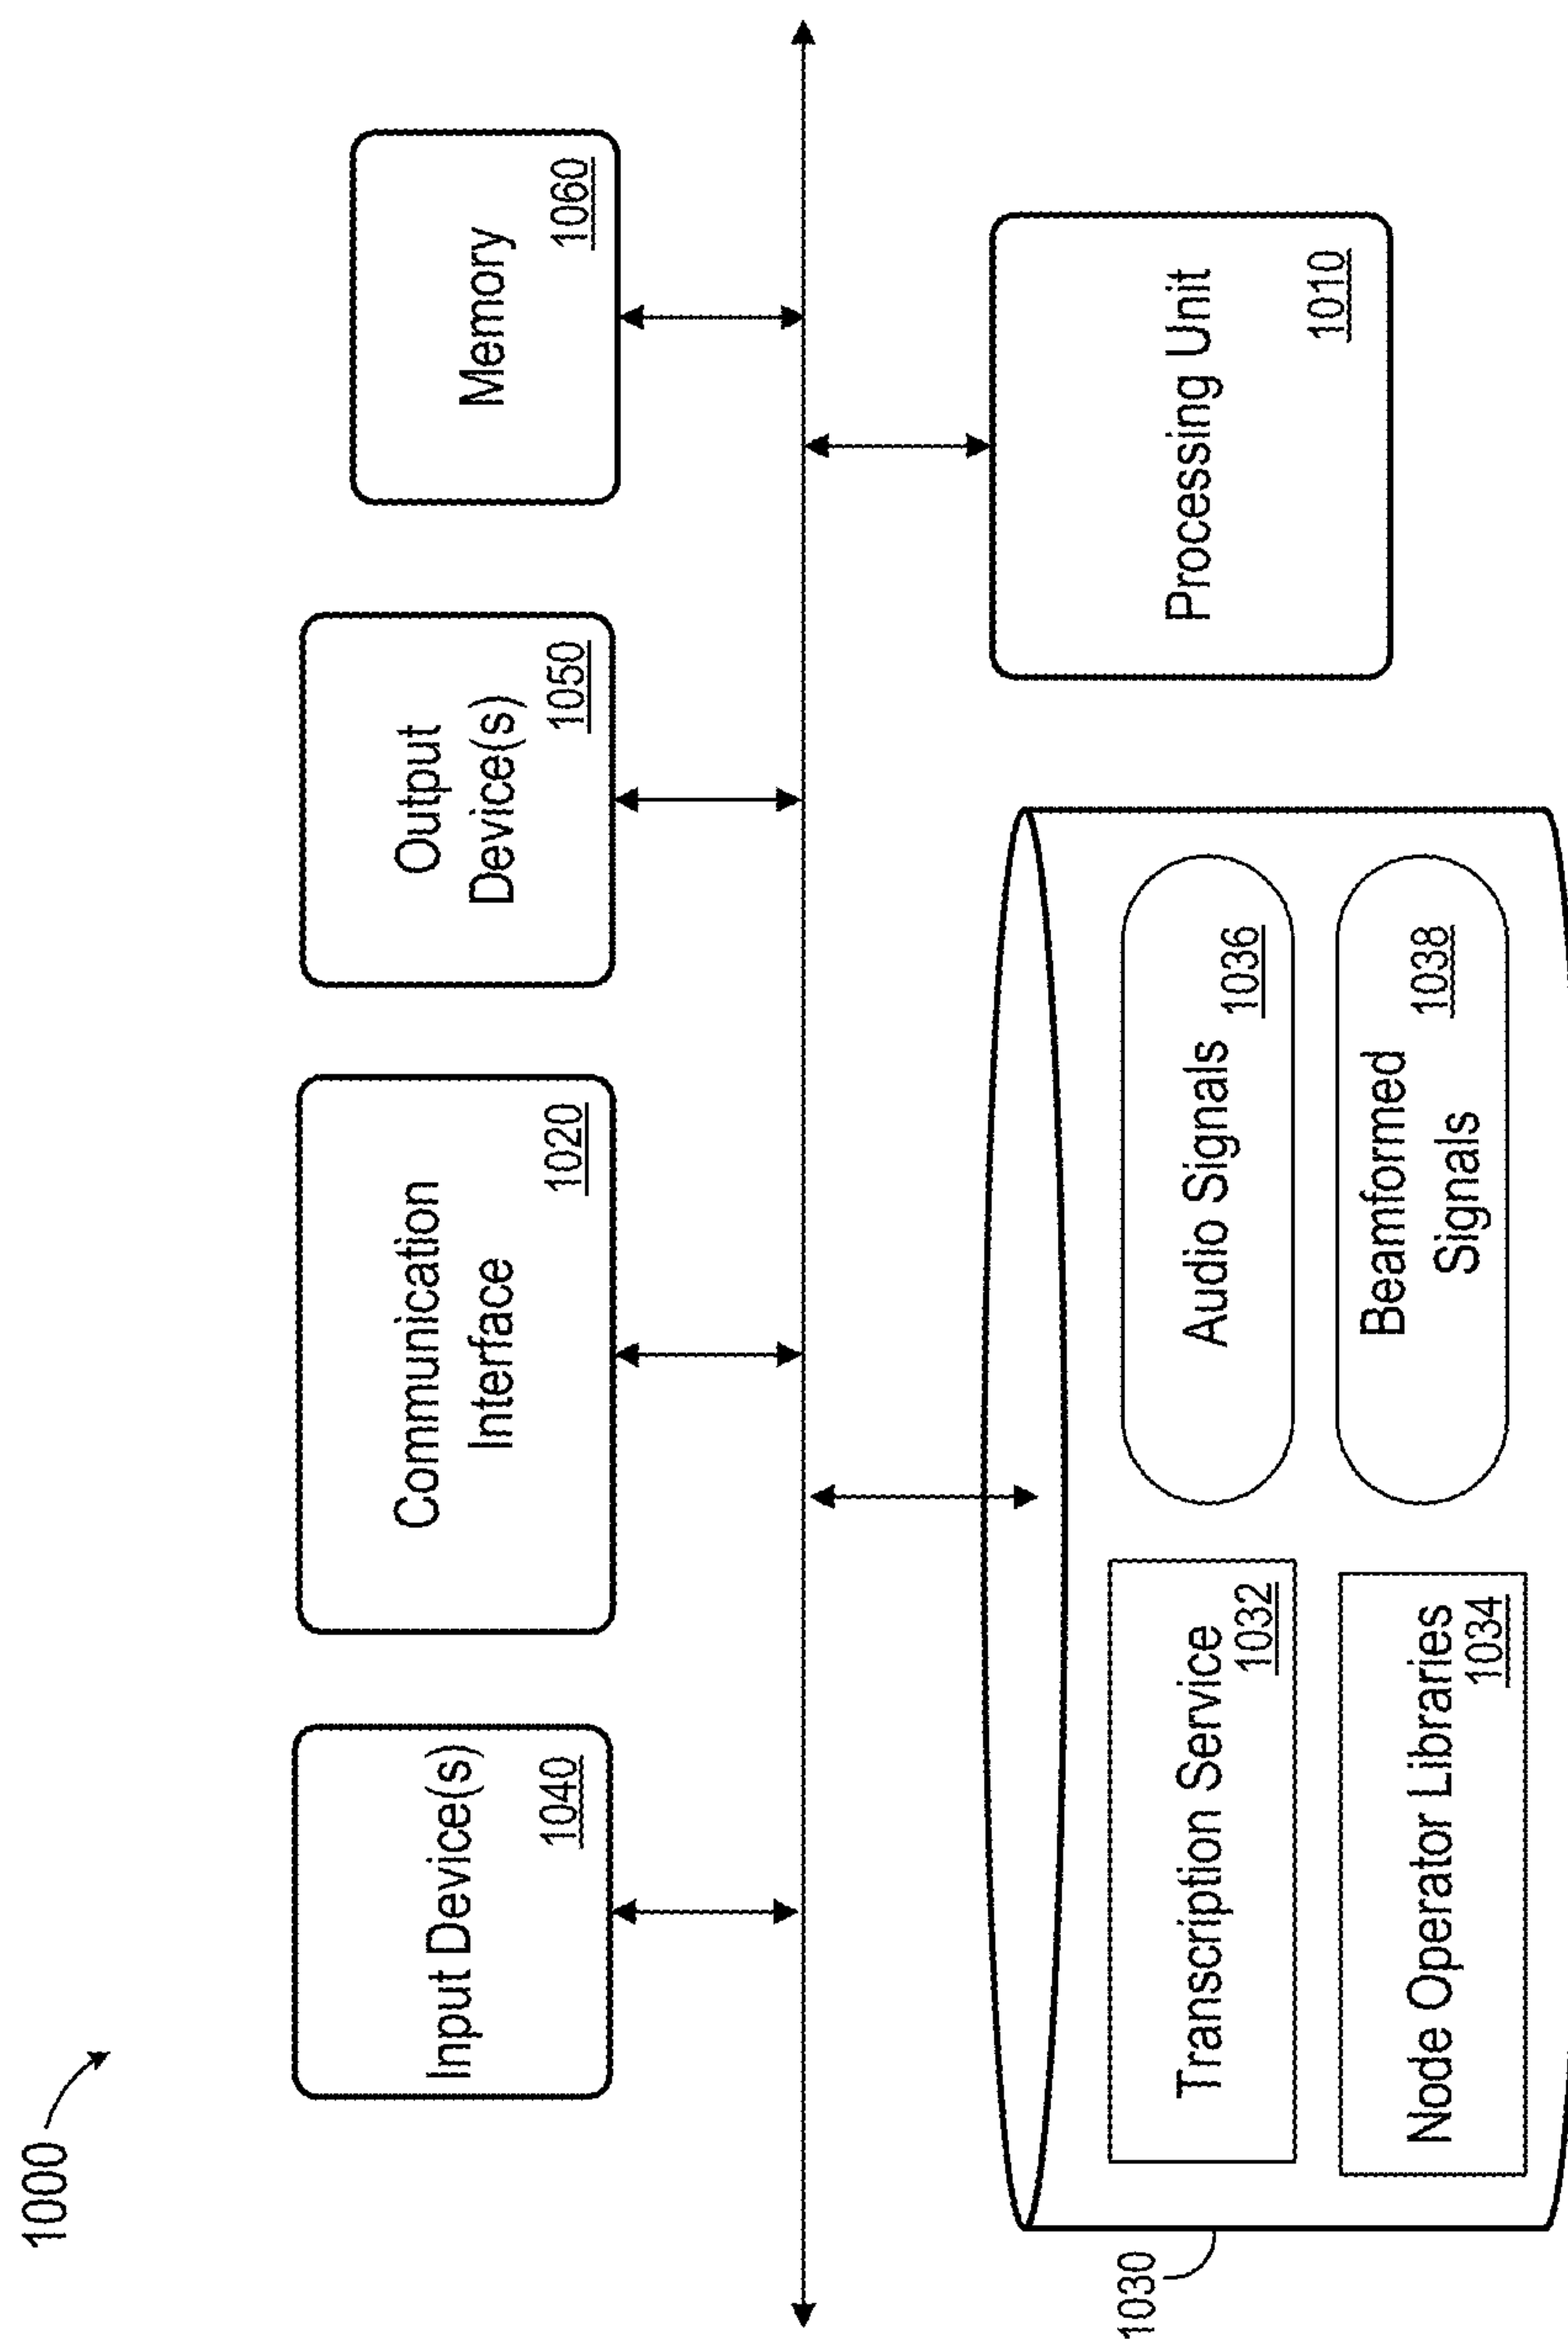 1000
Input Device(s)
1040
Communication
Interface
1020
Output
Device(s)
1050
Memory
1060
1030
Transcription Service
1032
Node Operator Libraries
1034
Audio Signals
1036
Beamformed
Signals
1038
Processing Unit
1010